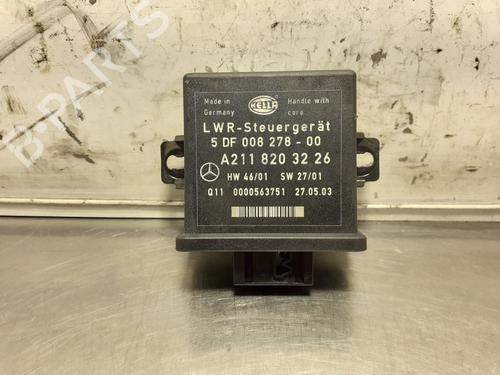 B-PARTS
Made in Germany
HELLA
Handle with care
LWR-Steuergerät
5 DF 008 278 - 00
A 211 820 32 26
HW 46/01 SW 27/01
Q11 0000563751 27.05.03